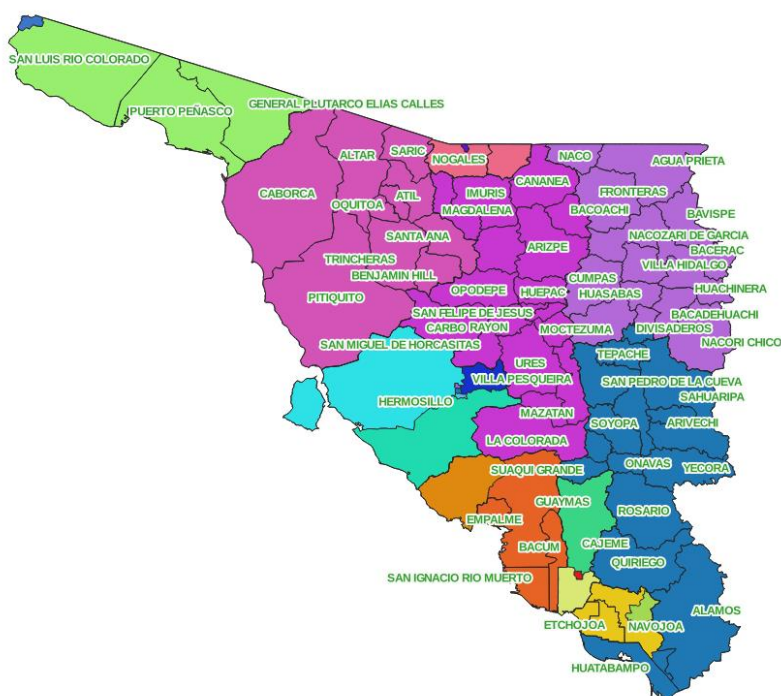 SAN LUIS RIO COLORADO
PUERTO PEÑASCO
GENERAL PLUTARCO ELIAS CALLES
ALTAR
SARIC
NOGALES
NACO
AGUA PRIETA
CABORCA
OQUITOA
ATIL
IMURIS
CANANEA
FRONTERAS
MAGDALENA
BACOACHI
BAVISPE
SANTA ANA
ARIZPE
NACOZARI DE GARCIA
BACERAC
TRINCHERAS
BENJAMIN HILL
CUMPAS
VILLA HIDALGO
PITIQUITO
OPODEPE
HUEPAC
HUASABAS
HUACHINERA
SAN FELIPE DE JESUS
BACADEHUACHI
CARBO
RAYON
MOCTEZUMA
DIVISADEROS
SAN MIGUEL DE HORCASITAS
NACORI CHICO
URES
TEPACHE
VILLA PESQUEIRA
SAN PEDRO DE LA CUEVA
HERMOSILLO
SAHUARIPA
MAZATAN
SOYOPA
ARIVECHI
LA COLORADA
SUAQUI GRANDE
ONAVAS
YECORA
GUAYMAS
ROSARIO
EMPALME
BACUM
CAJEME
QUIRIEGO
SAN IGNACIO RIO MUERTO
ALAMOS
ETCHOJOA
NAVOJOA
HUATABAMPO